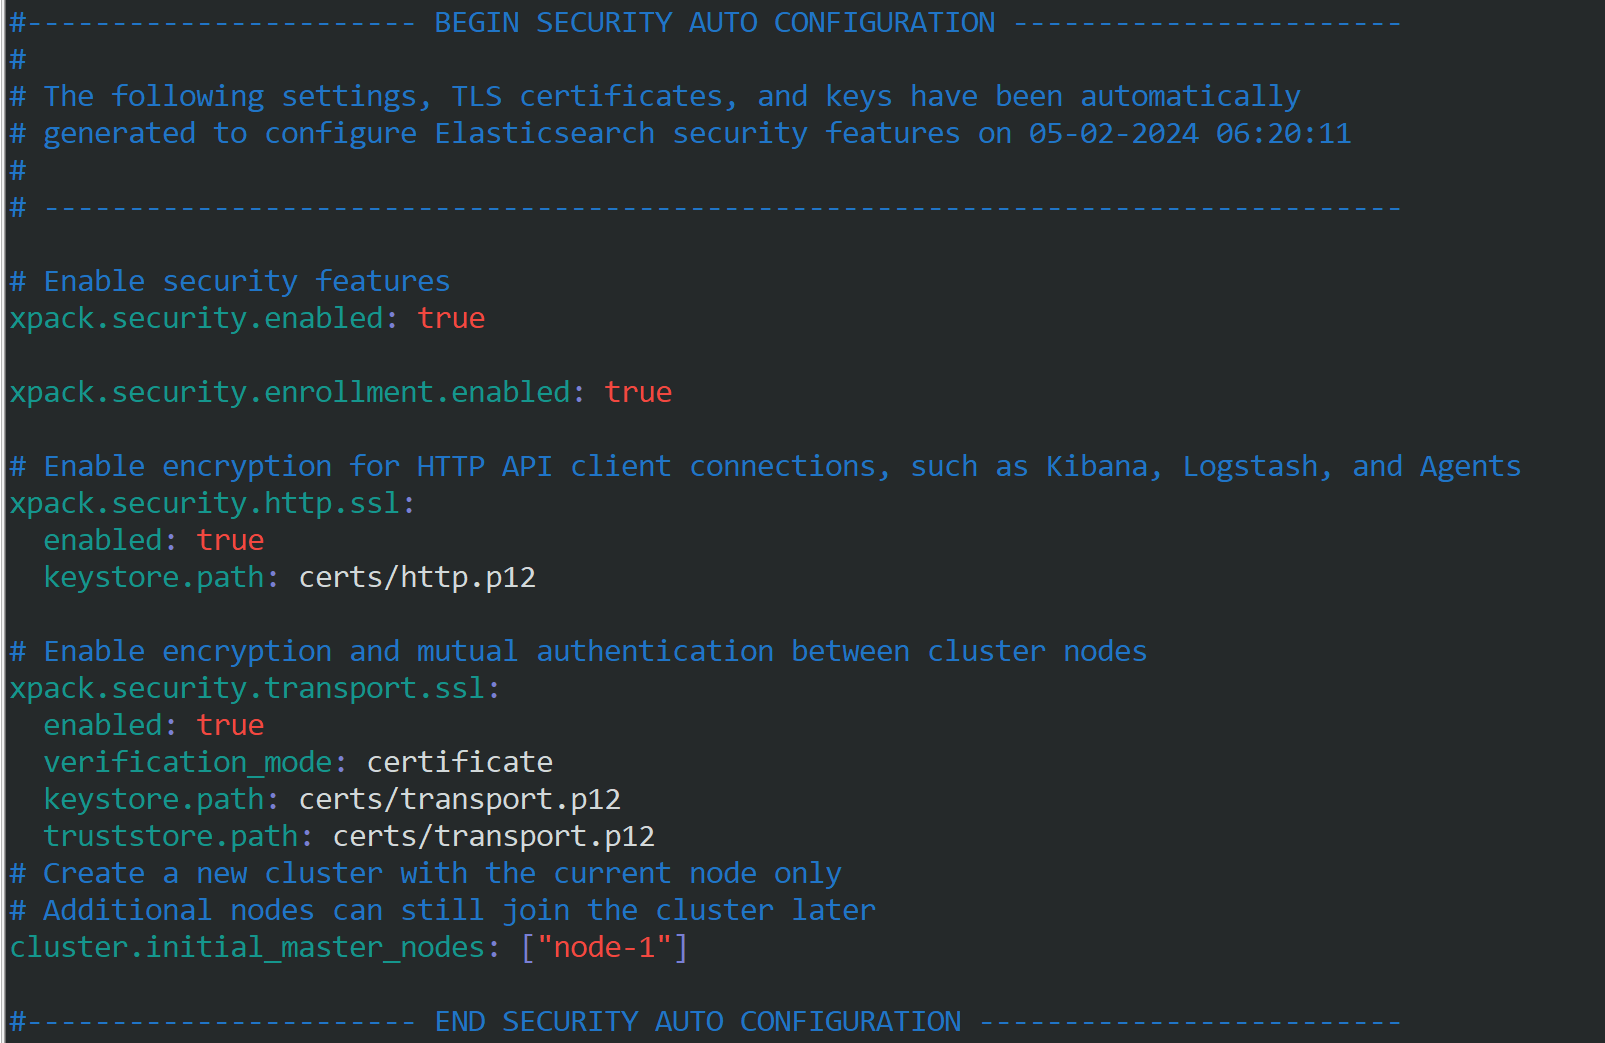 #----------------------- BEGIN SECURITY AUTO CONFIGURATION -----------------------
#
# The following settings, TLS certificates, and keys have been automatically
# generated to configure Elasticsearch security features on 05-02-2024 06:20:11
#
# --------------------------------------------------------------------------------
# Enable security features
xpack.security.enabled: true
xpack.security.enrollment.enabled: true
# Enable encryption for HTTP API client connections, such as Kibana, Logstash, and Agents
xpack.security.http.ssl:
  enabled: true
  keystore.path: certs/http.p12
# Enable encryption and mutual authentication between cluster nodes
xpack.security.transport.ssl:
  enabled: true
  verification_mode: certificate
  keystore.path: certs/transport.p12
  truststore.path: certs/transport.p12
# Create a new cluster with the current node only
# Additional nodes can still join the cluster later
cluster.initial_master_nodes: ["node-1"]
#----------------------- END SECURITY AUTO CONFIGURATION -------------------------